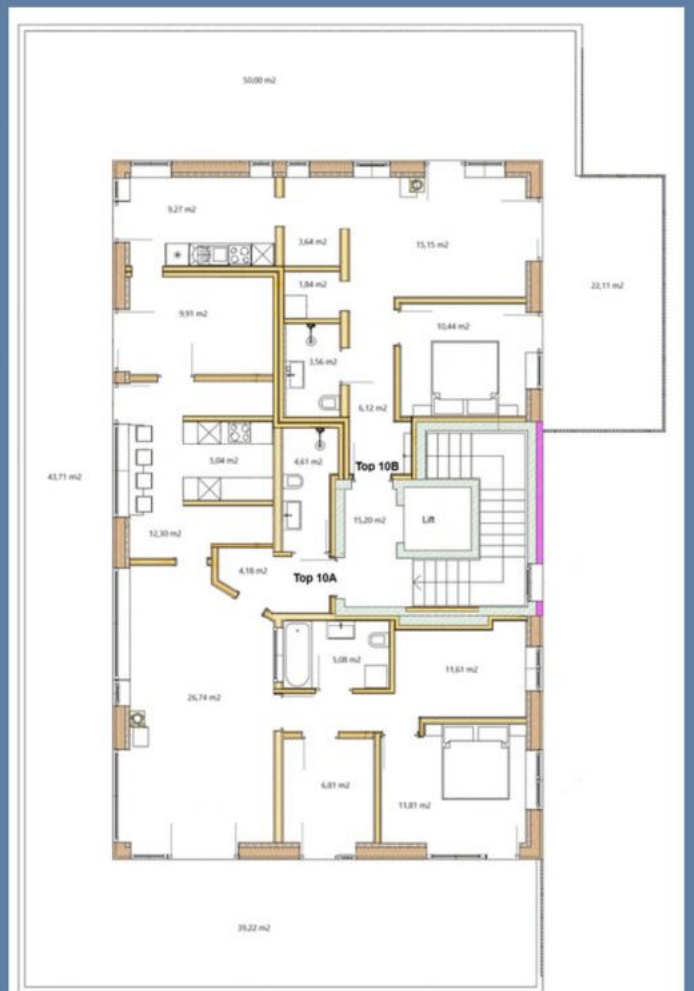 50,00 m2
9,27 m2
3,64 m2
15,15 m2
1,84 m2
22,11 m2
9,91 m2
10,44 m2
3,56 m2
6,12 m2
5,04 m2
4,61 m2
Top 10B
43,71 m2
12,30 m2
15,20 m2
Lift
4,18 m2
Top 10A
5,08 m2
11,61 m2
26,74 m2
6,81 m2
11,81 m2
39,22 m2